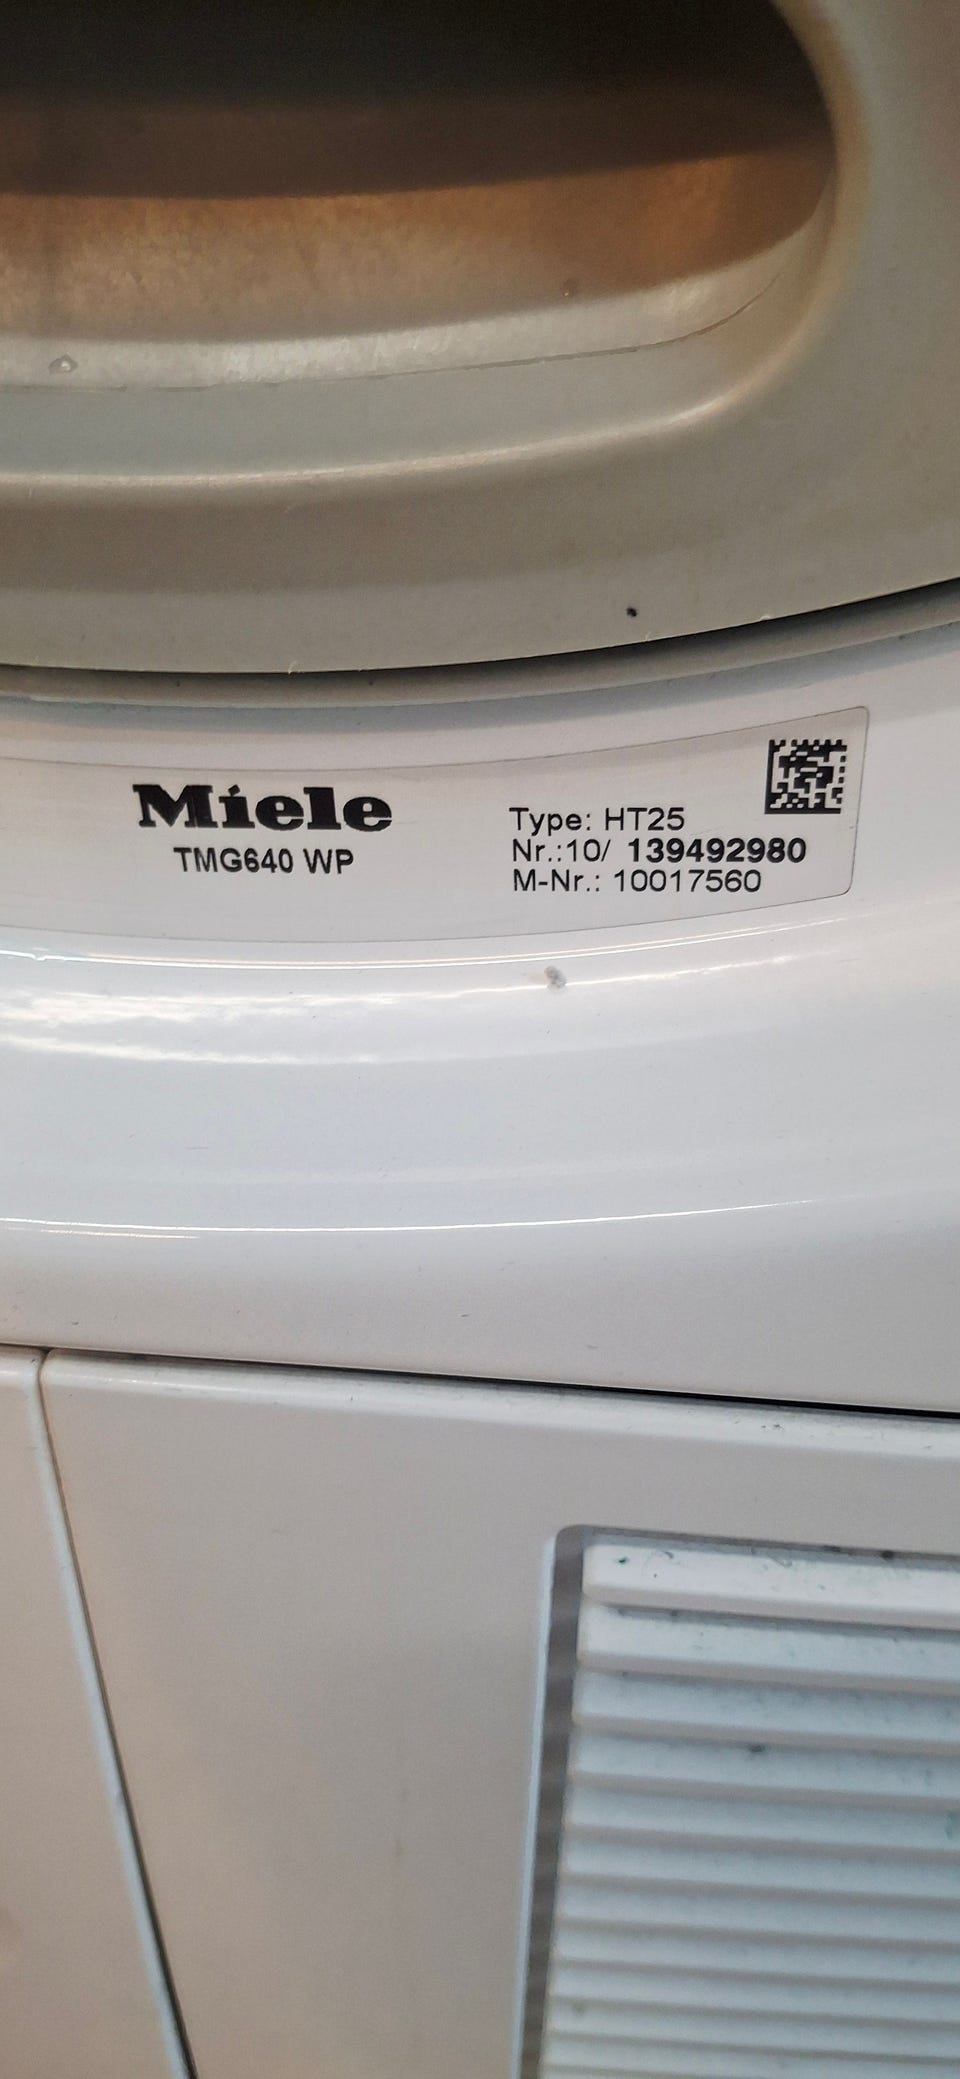 Miele
TMG640 WP
Type: HT25
Nr.:10/ 139492980
M-Nr.: 10017560